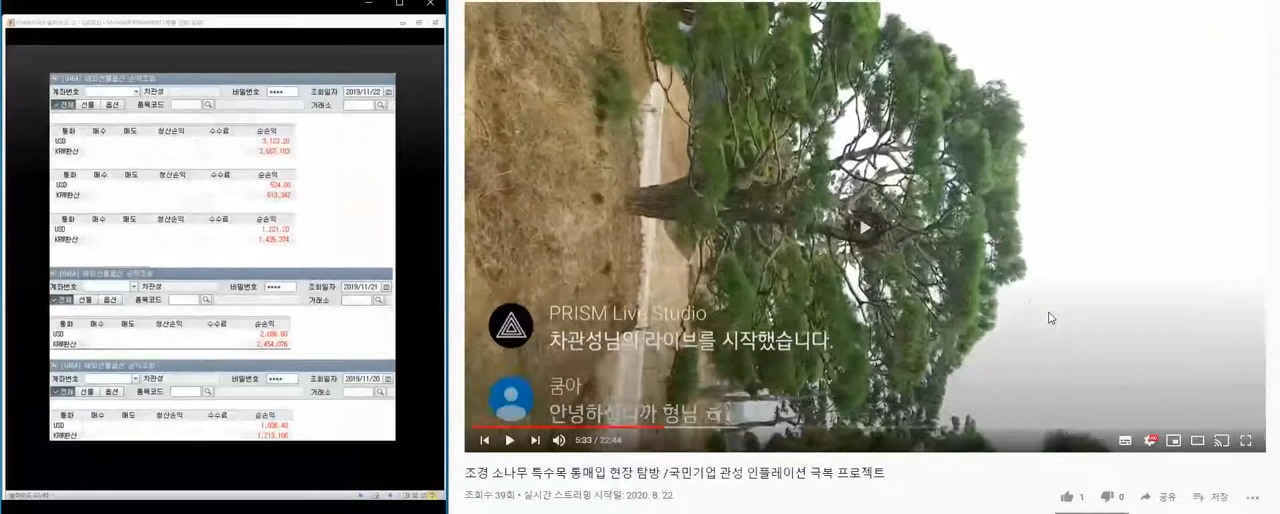 [0464] 해외선물옵션 손익조회
계좌번호 차관성 비밀번호 **** 조회일자 2019/11/22
전체 선물 옵션 품목코드 거래소
통화 매수 매도 청산손익 수수료 순손익
USD 3,123.20
KRW환산
통화 매수 매도 청산손익 수수료 순손익
USD 524.00
KRW환산 613,342
통화 매수 매도 청산손익 수수료 순손익
USD 1,221.20
KRW환산 1,435,374
[0464] 해외선물옵션 손익조회
계좌번호 차관성 비밀번호 **** 조회일자 2019/11/21
전체 선물 옵션 품목코드 거래소
통화 매수 매도 청산손익 수수료 순손익
USD
KRW환산 2,454,076
[0464] 해외선물옵션 손익조회
계좌번호 차관성 비밀번호 **** 조회일자 2019/11/20
전체 선물 옵션 품목코드 거래소
통화 매수 매도 청산손익 수수료 순손익
USD 1,036.40
KRW환산
PRISM Live Studio
차관성님의 라이브를 시작했습니다.
쿰아
안녕하십니까 형님
5:33 / 22:44
조경 소나무 특수목 통매입 현장 탐방 /국민기업 관성 인플레이션 극복 프로젝트
조회수 39회 • 실시간 스트리밍 시작일: 2020. 8. 22.
1 0 공유 저장